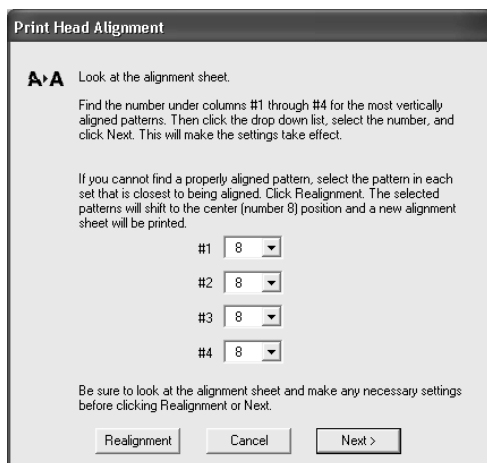 Print Head Alignment
A▸A Look at the alignment sheet.
Find the number under columns #1 through #4 for the most vertically
aligned patterns. Then click the drop down list, select the number, and
click Next. This will make the settings take effect.
If you cannot find a properly aligned pattern, select the pattern in each
set that is closest to being aligned. Click Realignment. The selected
patterns will shift to the center (number 8) position and a new alignment
sheet will be printed.
#1 8
#2 8
#3 8
#4 8
Be sure to look at the alignment sheet and make any necessary settings
before clicking Realignment or Next.
Realignment Cancel Next >